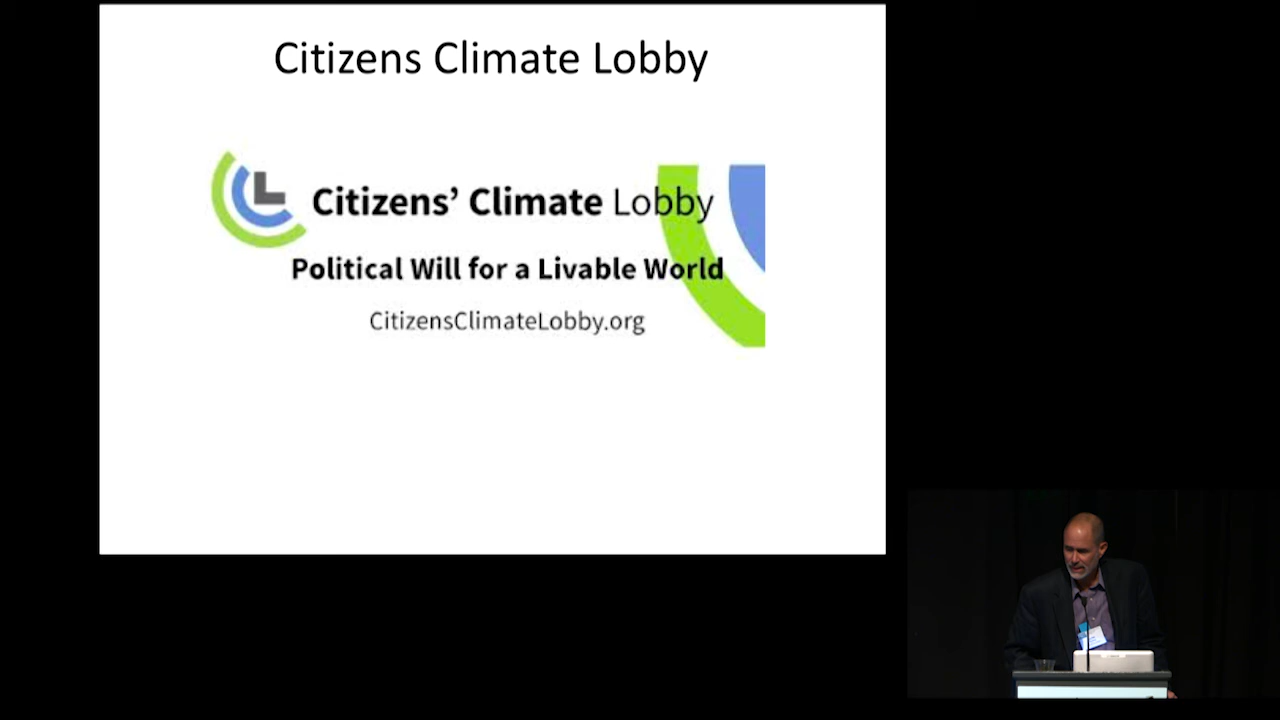 Citizens Climate Lobby
Citizens’ Climate Lobby
Political Will for a Livable World
CitizensClimateLobby.org